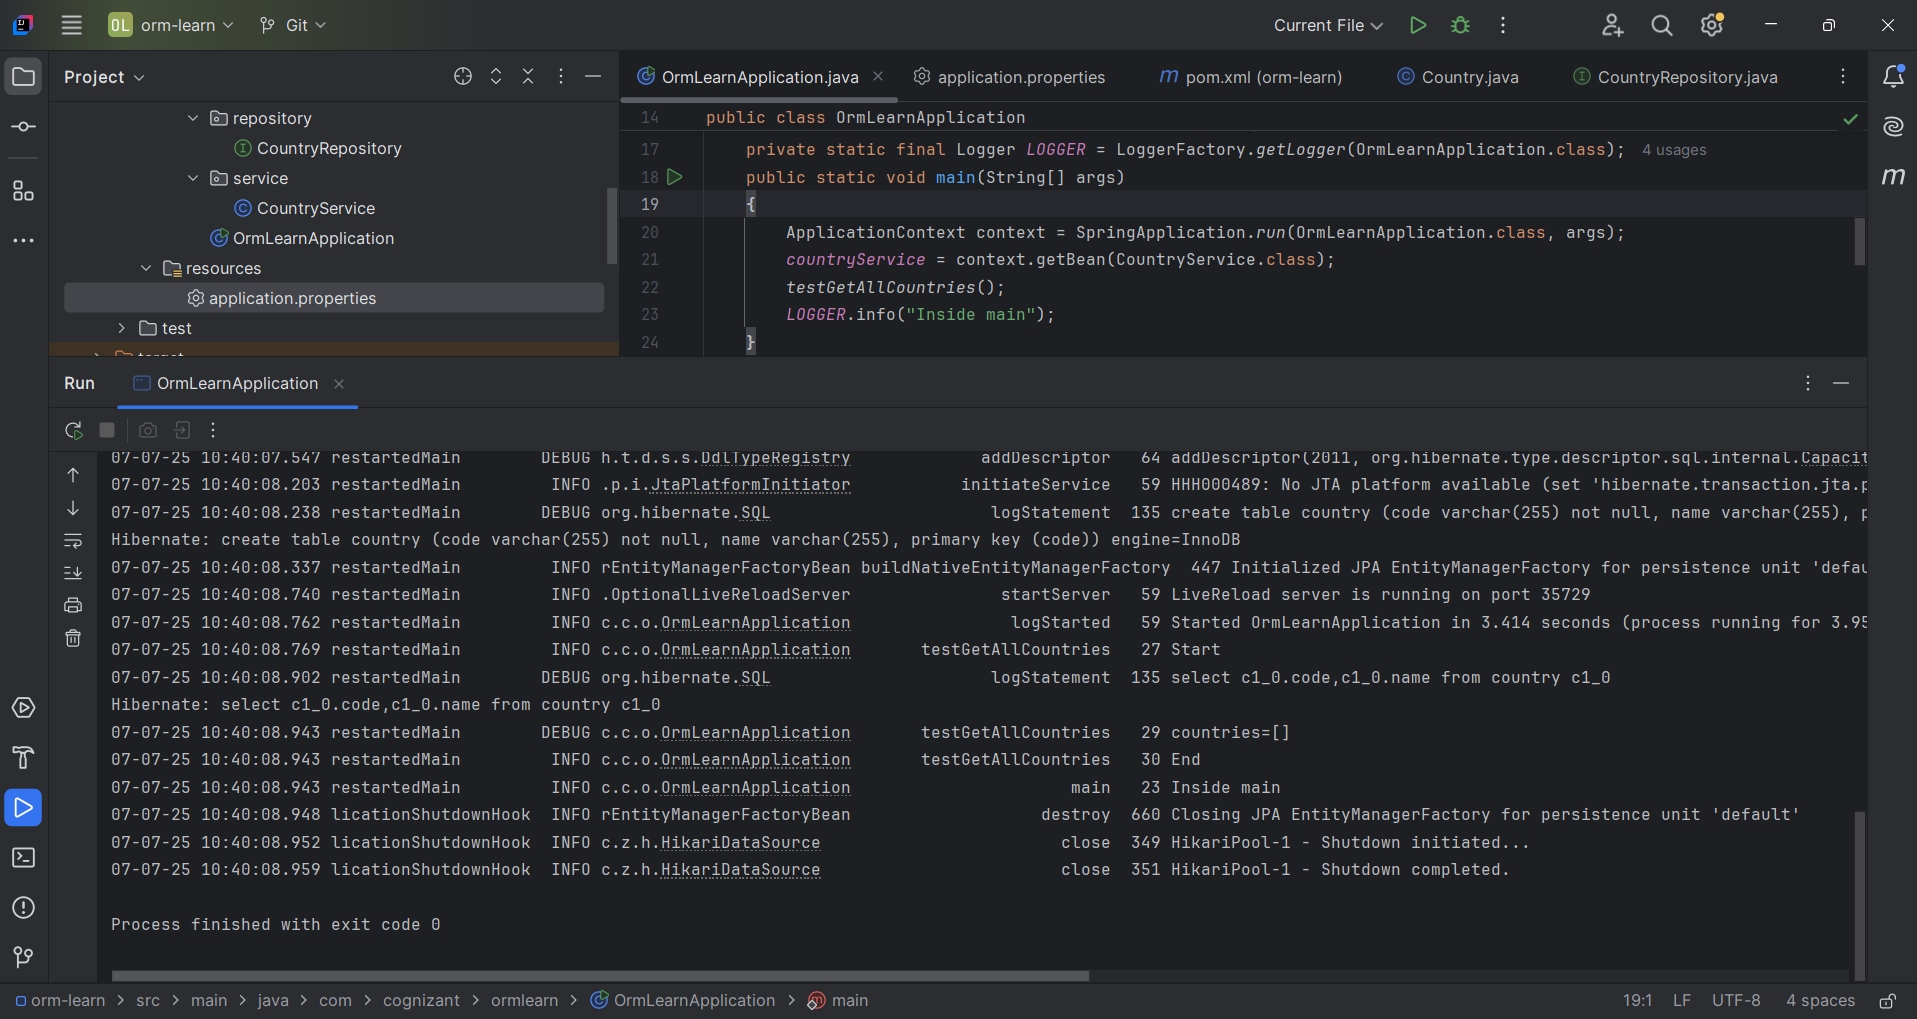 OL orm-learn Git Current File
Project
repository
CountryRepository
service
CountryService
OrmLearnApplication
resources
application.properties
test
OrmLearnApplication.java application.properties m pom.xml (orm-learn) Country.java CountryRepository.java
14 public class OrmLearnApplication
17 private static final Logger LOGGER = LoggerFactory.getLogger(OrmLearnApplication.class); 4 usages
18 public static void main(String[] args)
19 {
20 ApplicationContext context = SpringApplication.run(OrmLearnApplication.class, args);
21 countryService = context.getBean(CountryService.class);
22 testGetAllCountries();
23 LOGGER.info("Inside main");
24 }
Run OrmLearnApplication
07-07-25 10:40:07.547 restartedMain DEBUG h.t.d.s.s.DdlTypeRegistry addDescriptor 64 addDescriptor(2011, org.hibernate.type.descriptor.sql.internal.Capacit
07-07-25 10:40:08.203 restartedMain INFO .p.i.JtaPlatformInitiator initiateService 59 HHH000489: No JTA platform available (set 'hibernate.transaction.jta.p
07-07-25 10:40:08.238 restartedMain DEBUG org.hibernate.SQL logStatement 135 create table country (code varchar(255) not null, name varchar(255), p
Hibernate: create table country (code varchar(255) not null, name varchar(255), primary key (code)) engine=InnoDB
07-07-25 10:40:08.337 restartedMain INFO rEntityManagerFactoryBean buildNativeEntityManagerFactory 447 Initialized JPA EntityManagerFactory for persistence unit 'defau
07-07-25 10:40:08.740 restartedMain INFO .OptionalLiveReloadServer startServer 59 LiveReload server is running on port 35729
07-07-25 10:40:08.762 restartedMain INFO c.c.o.OrmLearnApplication logStarted 59 Started OrmLearnApplication in 3.414 seconds (process running for 3.95
07-07-25 10:40:08.769 restartedMain INFO c.c.o.OrmLearnApplication testGetAllCountries 27 Start
07-07-25 10:40:08.902 restartedMain DEBUG org.hibernate.SQL logStatement 135 select c1_0.code,c1_0.name from country c1_0
Hibernate: select c1_0.code,c1_0.name from country c1_0
07-07-25 10:40:08.943 restartedMain DEBUG c.c.o.OrmLearnApplication testGetAllCountries 29 countries=[]
07-07-25 10:40:08.943 restartedMain INFO c.c.o.OrmLearnApplication testGetAllCountries 30 End
07-07-25 10:40:08.943 restartedMain INFO c.c.o.OrmLearnApplication main 23 Inside main
07-07-25 10:40:08.948 licationShutdownHook INFO rEntityManagerFactoryBean destroy 660 Closing JPA EntityManagerFactory for persistence unit 'default'
07-07-25 10:40:08.952 licationShutdownHook INFO c.z.h.HikariDataSource close 349 HikariPool-1 - Shutdown initiated...
07-07-25 10:40:08.959 licationShutdownHook INFO c.z.h.HikariDataSource close 351 HikariPool-1 - Shutdown completed.
Process finished with exit code 0
orm-learn > src > main > java > com > cognizant > ormlearn > OrmLearnApplication > main 19:1 LF UTF-8 4 spaces